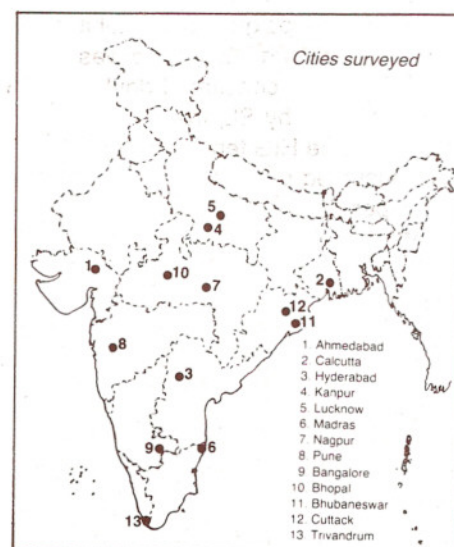 Cities surveyed
5
4
1
10
7
2
12
11
8
3
9
6
13
1 Ahmedabad
2 Calcutta
3 Hyderabad
4 Kanpur
5 Lucknow
6 Madras
7 Nagpur
8 Pune
9 Bangalore
10 Bhopal
11. Bhubaneswar
12. Cuttack
13 Trivandrum